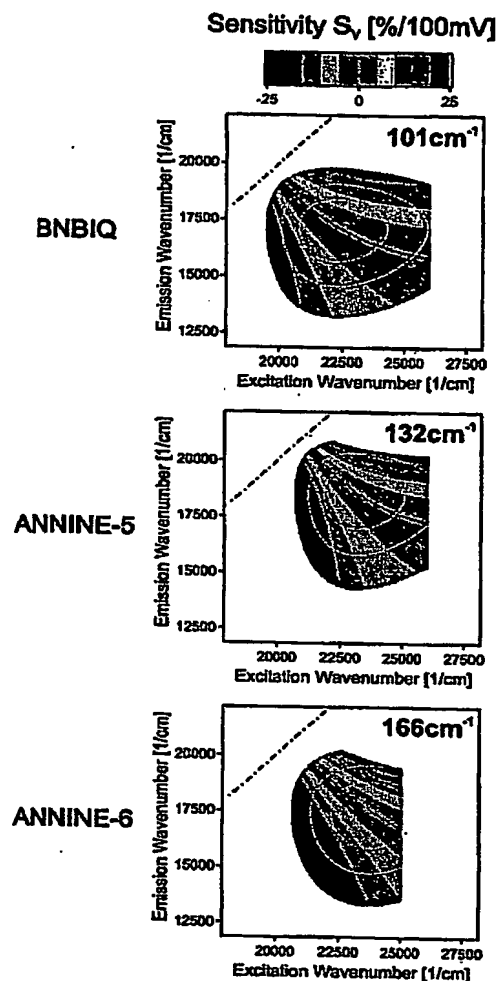 Sensitivity Sv [%/100mV]
-25 0 25
BNBIQ
101cm⁻¹
Emission Wavenumber [1/cm]
20000
17500
15000
12500
20000 22500 25000 27500
Excitation Wavenumber [1/cm]
ANNINE-5
132cm⁻¹
Emission Wavenumber [1/cm]
20000
17500
15000
12500
20000 22500 25000 27500
Excitation Wavenumber [1/cm]
ANNINE-6
166cm⁻¹
Emission Wavenumber [1/cm]
20000
17500
15000
12500
20000 22500 25000 27500
Excitation Wavenumber [1/cm]